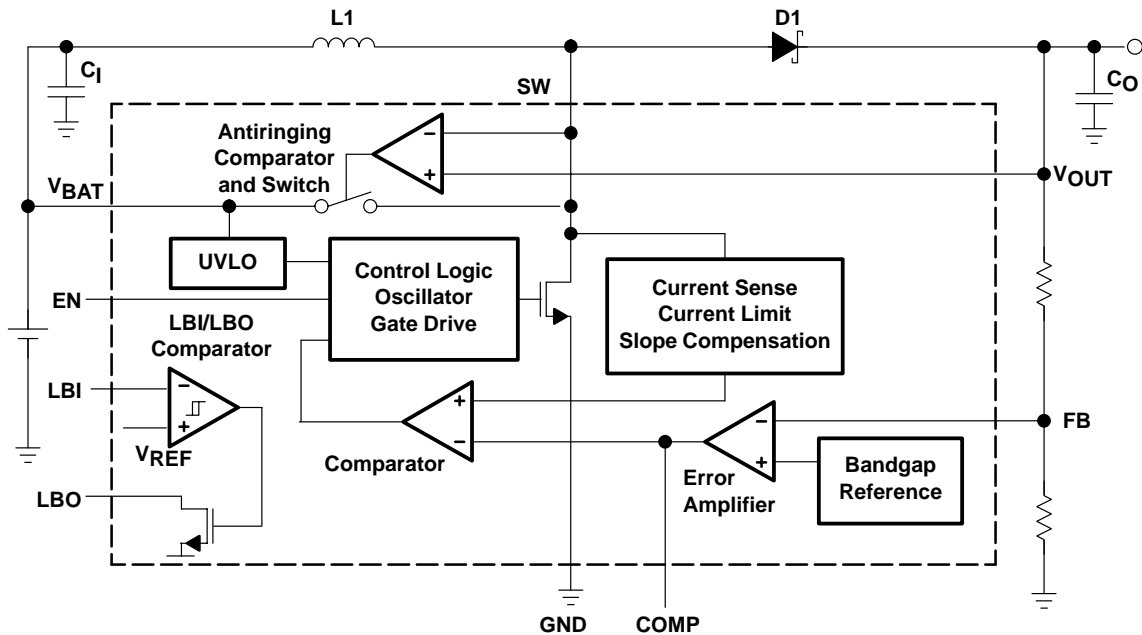 L1
D1
CI
SW
CO
Antiringing
Comparator
and Switch
−
+
VBAT
VOUT
UVLO
Control Logic
Oscillator
Gate Drive
Current Sense
Current Limit
Slope Compensation
EN
LBI/LBO
Comparator
LBI
−
+
VREF
+
−
Comparator
−
+
FB
Error
Amplifier
Bandgap
Reference
LBO
GND
COMP